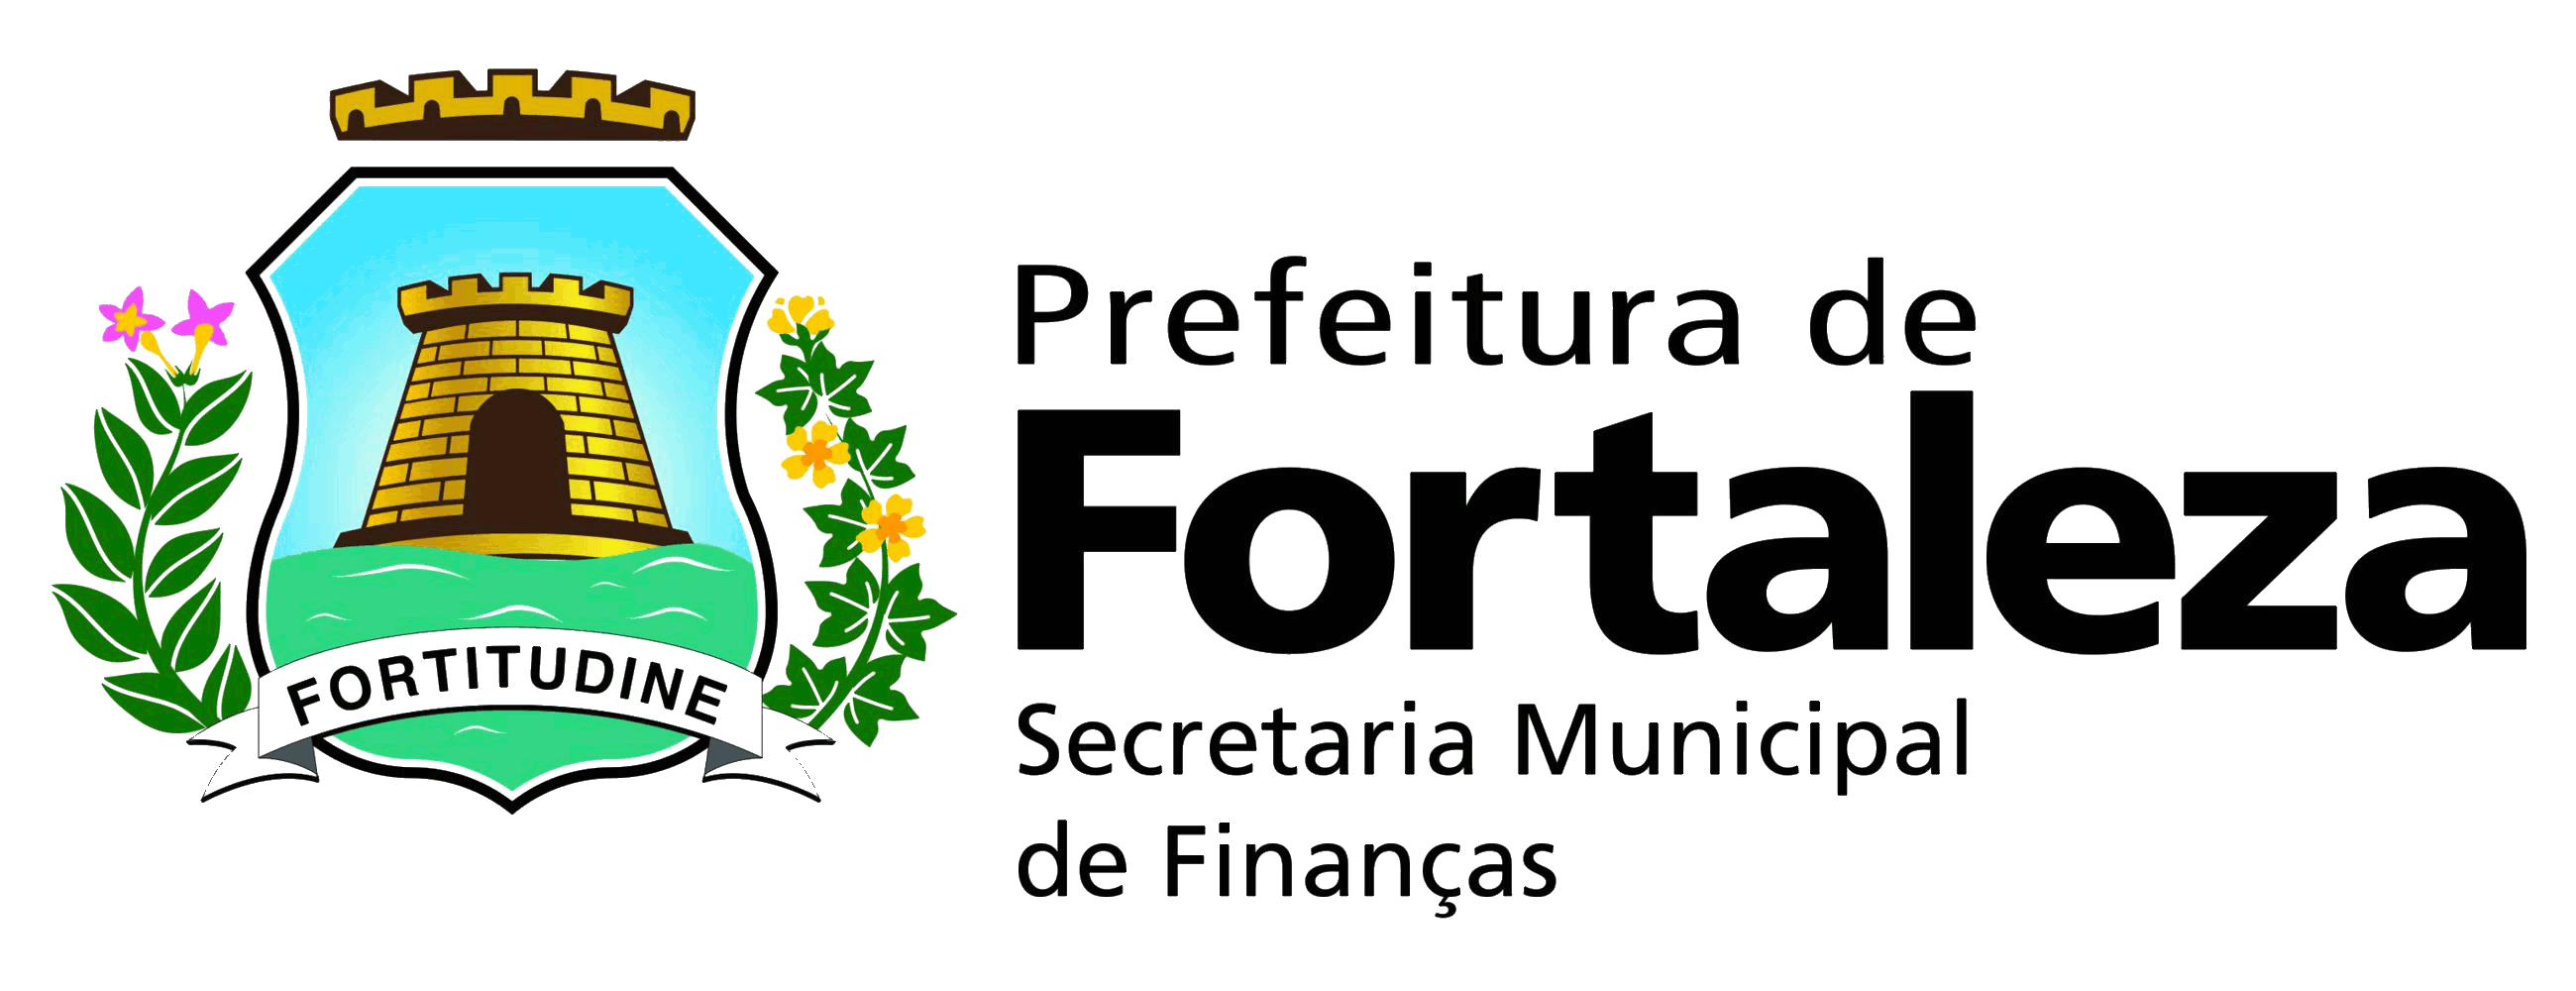 FORTITUDINE
Prefeitura de
Fortaleza
Secretaria Municipal
de Finanças